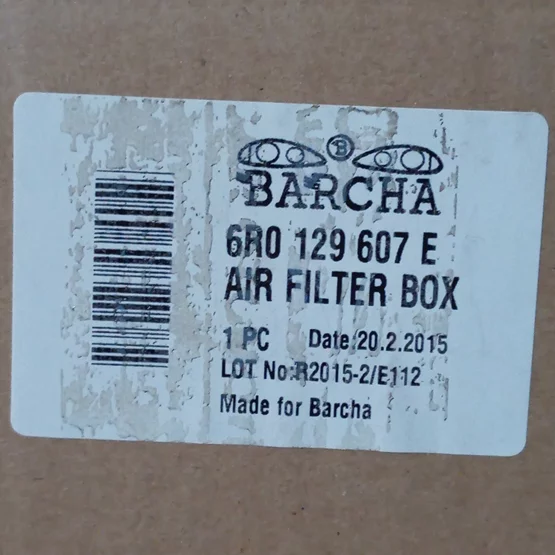 B
BARCHA
6R0 129 607 E
AIR FILTER BOX
1 PC Date:20.2.2015
LOT No:R2015-2/E112
Made for Barcha